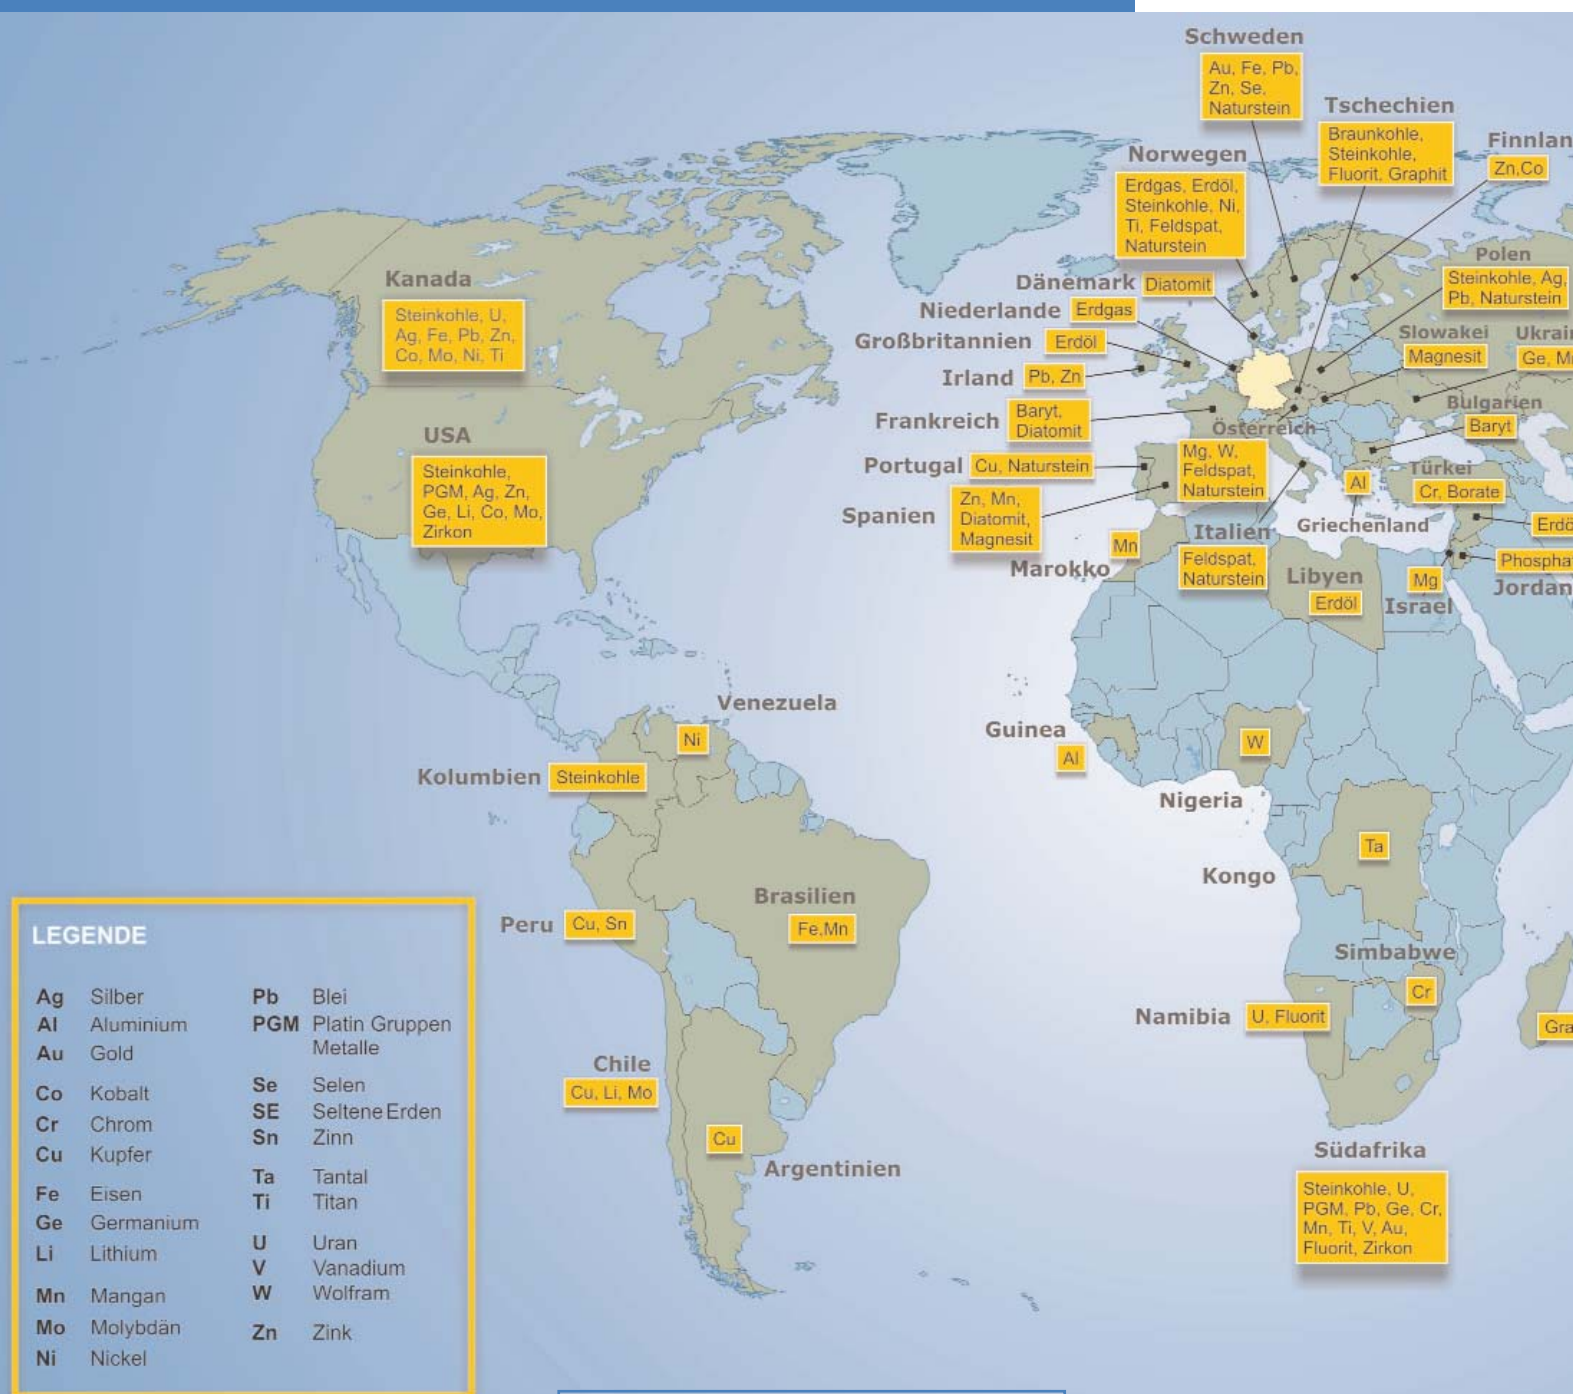 Schweden
Au, Fe, Pb,
Zn, Se,
Naturstein
Tschechien
Braunkohle,
Steinkohle,
Fluorit, Graphit
Finnlan
Zn,Co
Norwegen
Erdgas, Erdöl,
Steinkohle, Ni,
Ti, Feldspat,
Naturstein
Polen
Steinkohle, Ag,
Pb, Naturstein
Kanada
Steinkohle, U,
Ag, Fe, Pb, Zn,
Co, Mo, Ni, Ti
Dänemark
Diatomit
Niederlande
Erdgas
Großbritannien
Erdöl
Slowakei
Magnesit
Ukrain
Ge, Mn
Irland
Pb, Zn
Frankreich
Baryt,
Diatomit
Bulgarien
Baryt
Österreich
Mg, W,
Feldspat,
Naturstein
USA
Steinkohle,
PGM, Ag, Zn,
Ge, Li, Co, Mo,
Zirkon
Portugal
Cu, Naturstein
Spanien
Zn, Mn,
Diatomit,
Magnesit
Al
Griechenland
Türkei
Cr, Borate
Italien
Feldspat,
Naturstein
Erdö
Mn
Marokko
Libyen
Erdöl
Mg
Israel
Phosphat
Jordan
Venezuela
Ni
Kolumbien
Steinkohle
Guinea
Al
W
Nigeria
Ta
Kongo
Peru
Cu, Sn
Brasilien
Fe,Mn
Simbabwe
Cr
Namibia
U, Fluorit
Gra
Chile
Cu, Li, Mo
Cu
Argentinien
Südafrika
Steinkohle, U,
PGM, Pb, Ge, Cr,
Mn, Ti, V, Au,
Fluorit, Zirkon
LEGENDE
Ag Silber
Al Aluminium
Au Gold
Co Kobalt
Cr Chrom
Cu Kupfer
Fe Eisen
Ge Germanium
Li Lithium
Mn Mangan
Mo Molybdän
Ni Nickel
Pb Blei
PGM Platin Gruppen
Metalle
Se Selen
SE Seltene Erden
Sn Zinn
Ta Tantal
Ti Titan
U Uran
V Vanadium
W Wolfram
Zn Zink